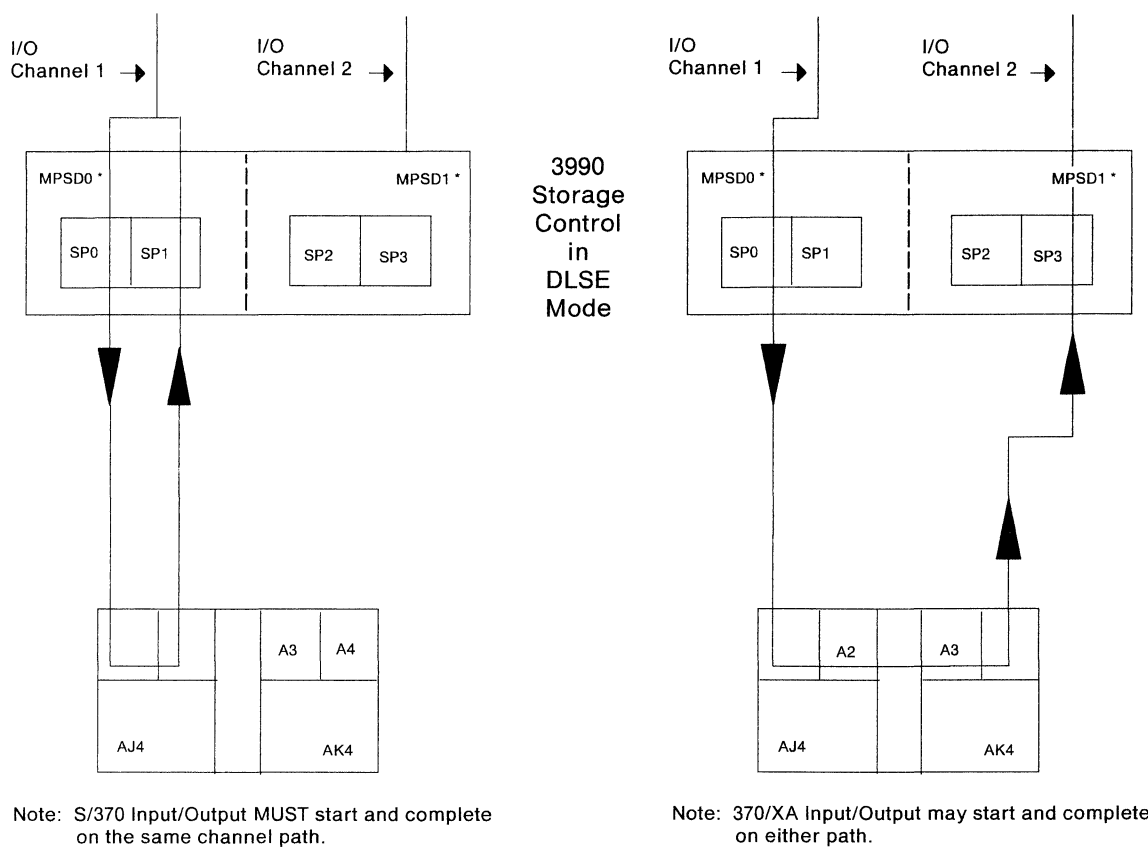 I/O
Channel 1
I/O
Channel 2
MPSD0 *
MPSD1 *
SP0
SP1
SP2
SP3
A3
A4
AJ4
AK4
Note: S/370 Input/Output MUST start and complete
on the same channel path.
3990
Storage
Control
in
DLSE
Mode
I/O
Channel 1
I/O
Channel 2
MPSD0 *
MPSD1 *
SP0
SP1
SP2
SP3
A2
A3
AJ4
AK4
Note: 370/XA Input/Output may start and complete
on either path.